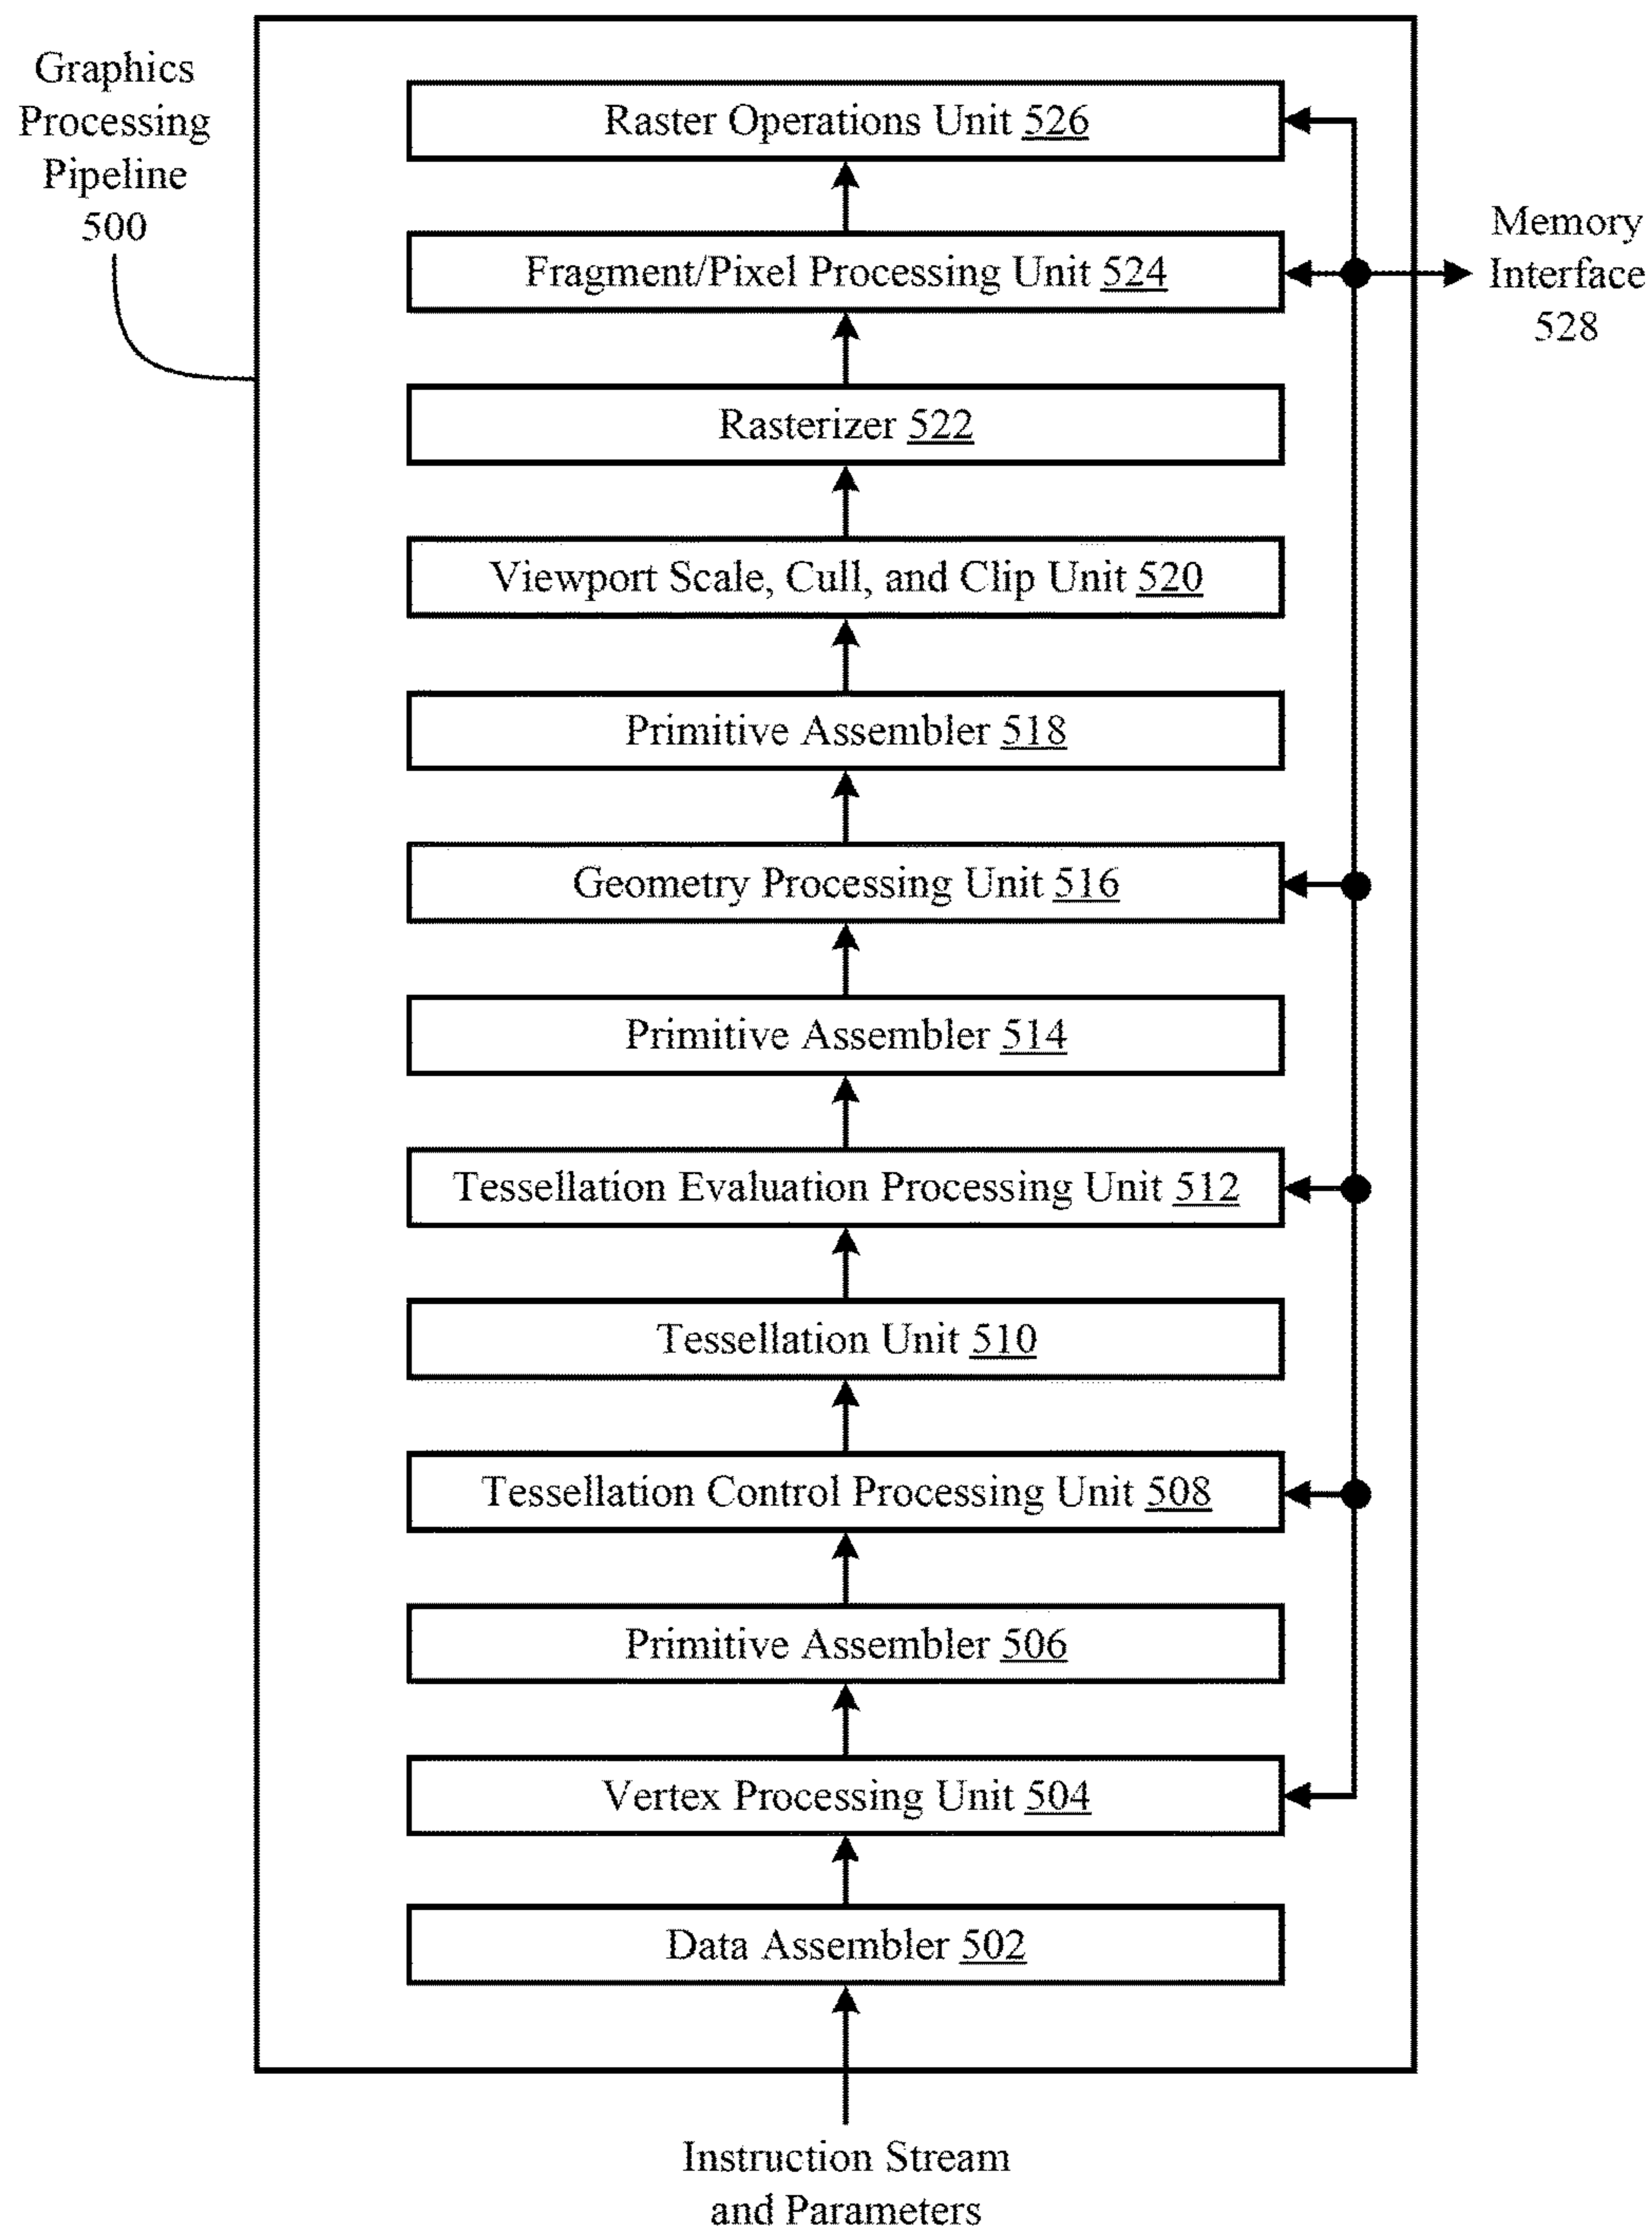 Graphics
Processing
Pipeline
500
Raster Operations Unit 526
Fragment/Pixel Processing Unit 524
Memory
Interface
528
Rasterizer 522
Viewport Scale, Cull, and Clip Unit 520
Primitive Assembler 518
Geometry Processing Unit 516
Primitive Assembler 514
Tessellation Evaluation Processing Unit 512
Tessellation Unit 510
Tessellation Control Processing Unit 508
Primitive Assembler 506
Vertex Processing Unit 504
Data Assembler 502
Instruction Stream
and Parameters